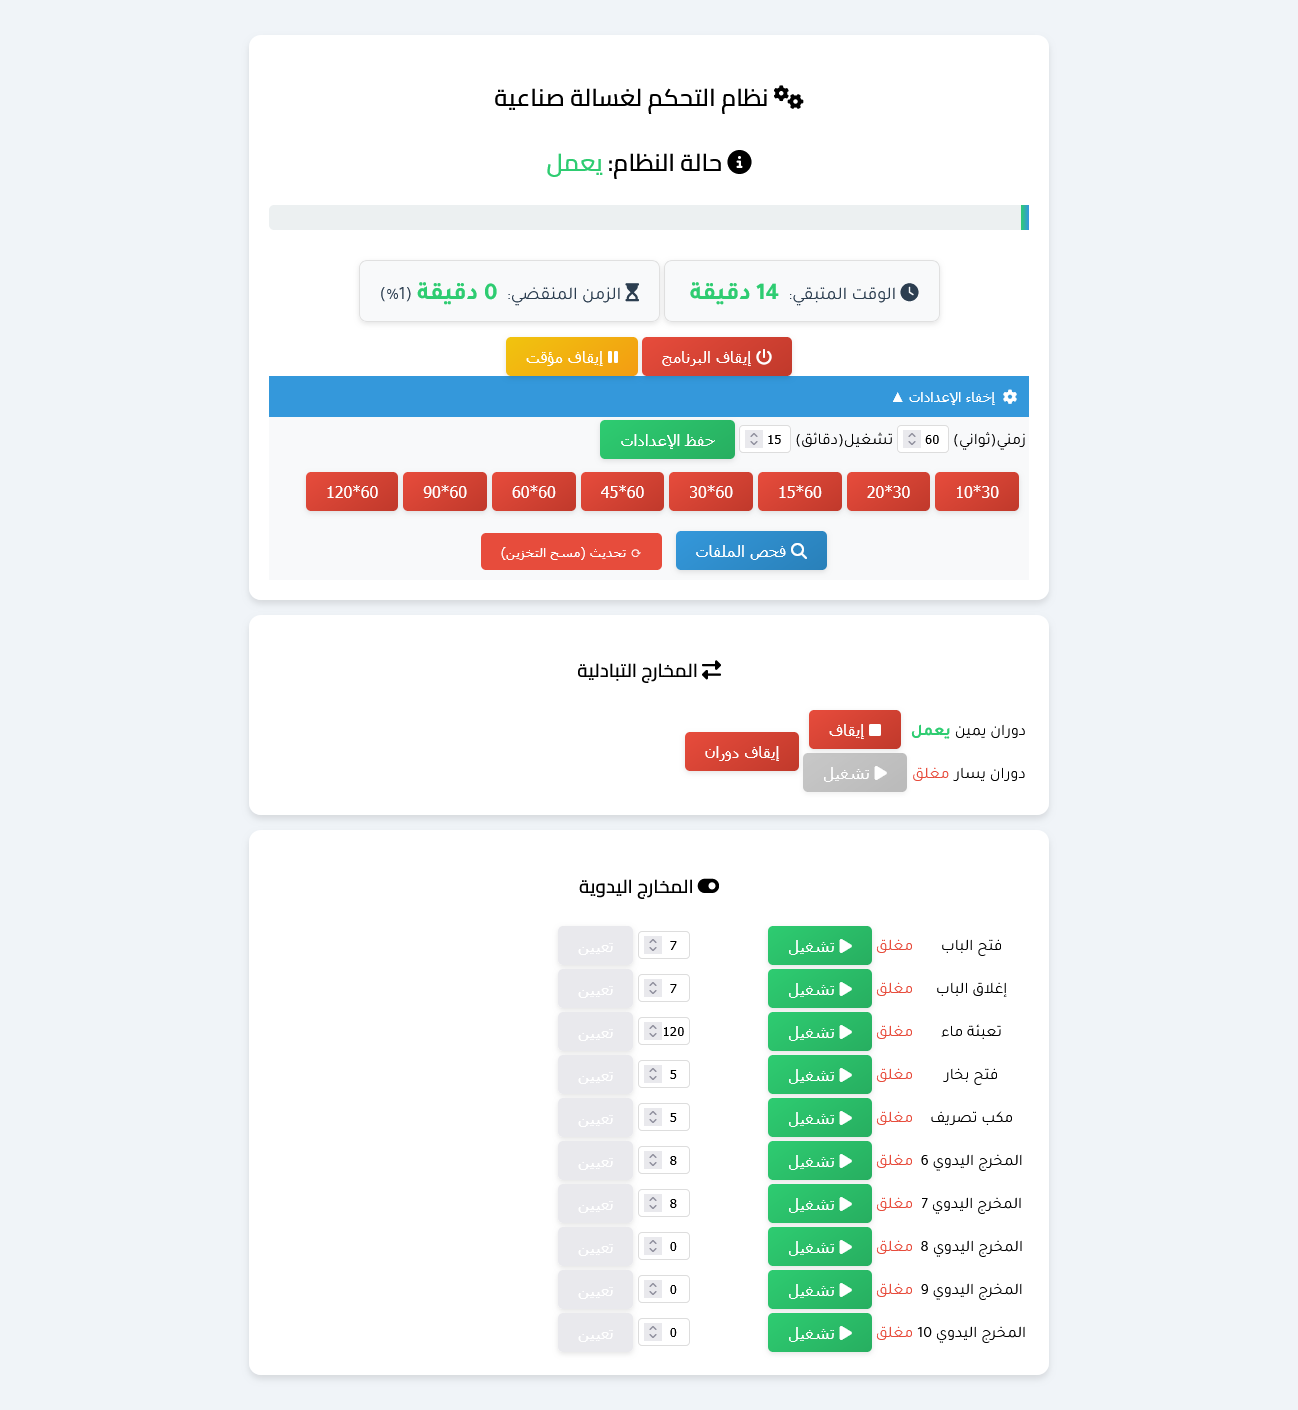 نظام التحكم لغسالة صناعية
حالة النظام: يعمل
الوقت المتبقي: 14 دقيقة
الزمن المنقضي: 0 دقيقة (1%)
إيقاف البرنامج
إيقاف مؤقت
إخفاء الإعدادات ▲
زمني(ثواني) 60 تشغيل(دقائق) 15 حفظ الإعدادات
10*30 20*30 15*60 30*60 45*60 60*60 90*60 120*60
فحص الملفات
⟳ تحديث (مسح التخزين)
المخارج التبادلية
دوران يمين يعمل إيقاف
إيقاف دوران
دوران يسار مغلق تشغيل
المخارج اليدوية
فتح الباب مغلق تشغيل 7 تعيين
إغلاق الباب مغلق تشغيل 7 تعيين
تعبئة ماء مغلق تشغيل 120 تعيين
فتح بخار مغلق تشغيل 5 تعيين
مكب تصريف مغلق تشغيل 5 تعيين
المخرج اليدوي 6 مغلق تشغيل 8 تعيين
المخرج اليدوي 7 مغلق تشغيل 8 تعيين
المخرج اليدوي 8 مغلق تشغيل 0 تعيين
المخرج اليدوي 9 مغلق تشغيل 0 تعيين
المخرج اليدوي 10 مغلق تشغيل 0 تعيين